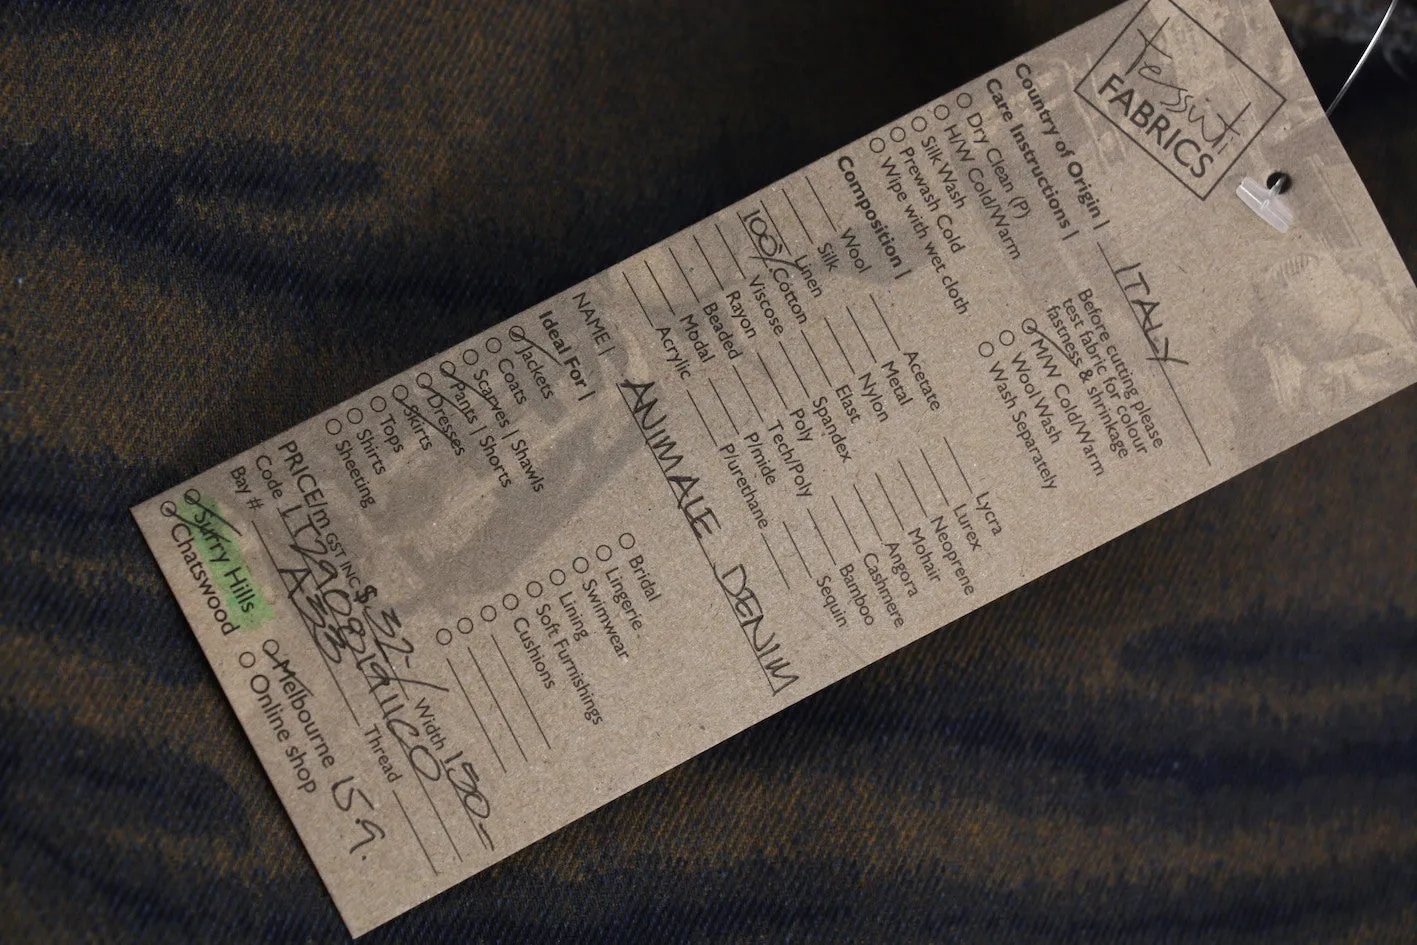 tessuti
FABRICS
Country of Origin | ITALY
Care Instructions | Before cutting please
test fabric for colour
fastness & shrinkage
Dry Clean (P) M/W Cold/Warm
H/W Cold/Warm Wool Wash
Silk Wash Wash Separately
Prewash Cold
Wipe with wet cloth
Composition |
Wool Acetate Lycra
Silk Metal Lurex
Linen Nylon Neoprene
100% Cotton Elast Mohair
Viscose Spandex Angora
Rayon Poly Cashmere
Beaded Tech/Poly Bamboo
Modal P/mide Sequin
Acrylic P/urethane
NAME | ANIMALE DENIM
Ideal For |
Jackets Bridal
Coats Lingerie
Scarves | Shawls Swimwear
Pants | Shorts Lining
Dresses Soft Furnishings
Skirts Cushions
Tops
Shirts
Sheeting
PRICE/m GST INC $32- Width 150-
Code
Bay # A33 Thread
Surry Hills Melbourne 15.9.
Chatswood Online shop